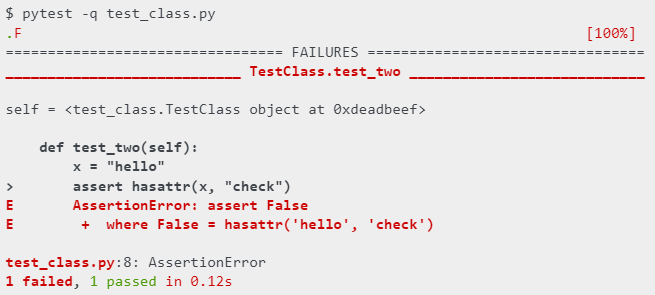 $ pytest -q test_class.py
.F                                                                   [100%]
================================= FAILURES =================================
____________________________ TestClass.test_two ____________________________
self = <test_class.TestClass object at 0xdeadbeef>
    def test_two(self):
        x = "hello"
>       assert hasattr(x, "check")
E       AssertionError: assert False
E        +  where False = hasattr('hello', 'check')
test_class.py:8: AssertionError
1 failed, 1 passed in 0.12s